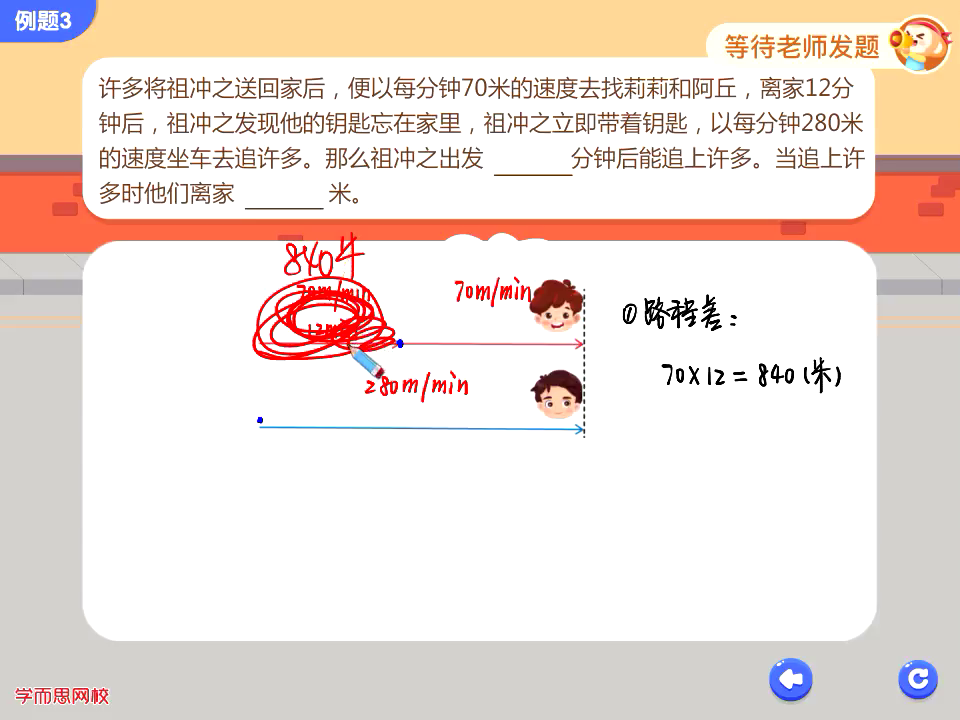 例题3
等待老师发题
许多将祖冲之送回家后，便以每分钟70米的速度去找莉莉和阿丘，离家12分
钟后，祖冲之发现他的钥匙忘在家里，祖冲之立即带着钥匙，以每分钟280米
的速度坐车去追许多。那么祖冲之出发 ______ 分钟后能追上许多。当追上许
多时他们离家 ______ 米。
840米
70m/min
70m/min
12min
①路程差：
70×12=840(米)
280m/min
学而思网校